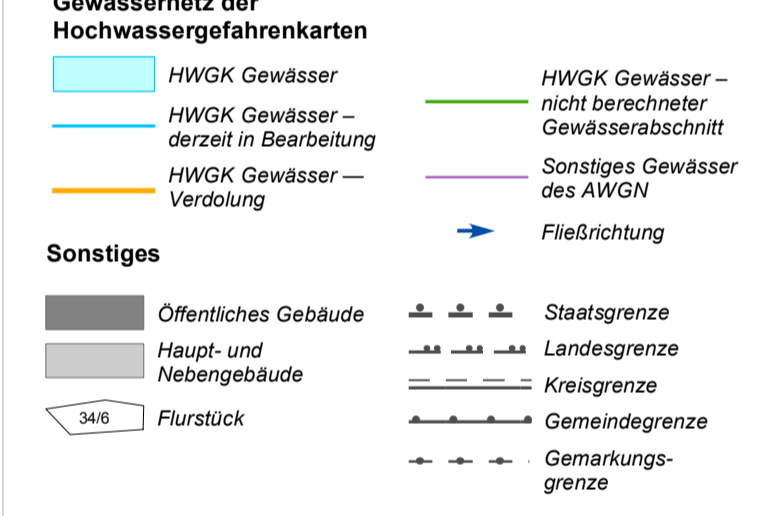 Gewässernetz der
Hochwassergefahrenkarten
HWGK Gewässer
HWGK Gewässer –
derzeit in Bearbeitung
HWGK Gewässer —
Verdolung
HWGK Gewässer –
nicht berechneter
Gewässerabschnitt
Sonstiges Gewässer
des AWGN
Fließrichtung
Sonstiges
Öffentliches Gebäude
Haupt- und
Nebengebäude
34/6
Flurstück
Staatsgrenze
Landesgrenze
Kreisgrenze
Gemeindegrenze
Gemarkungs-
grenze